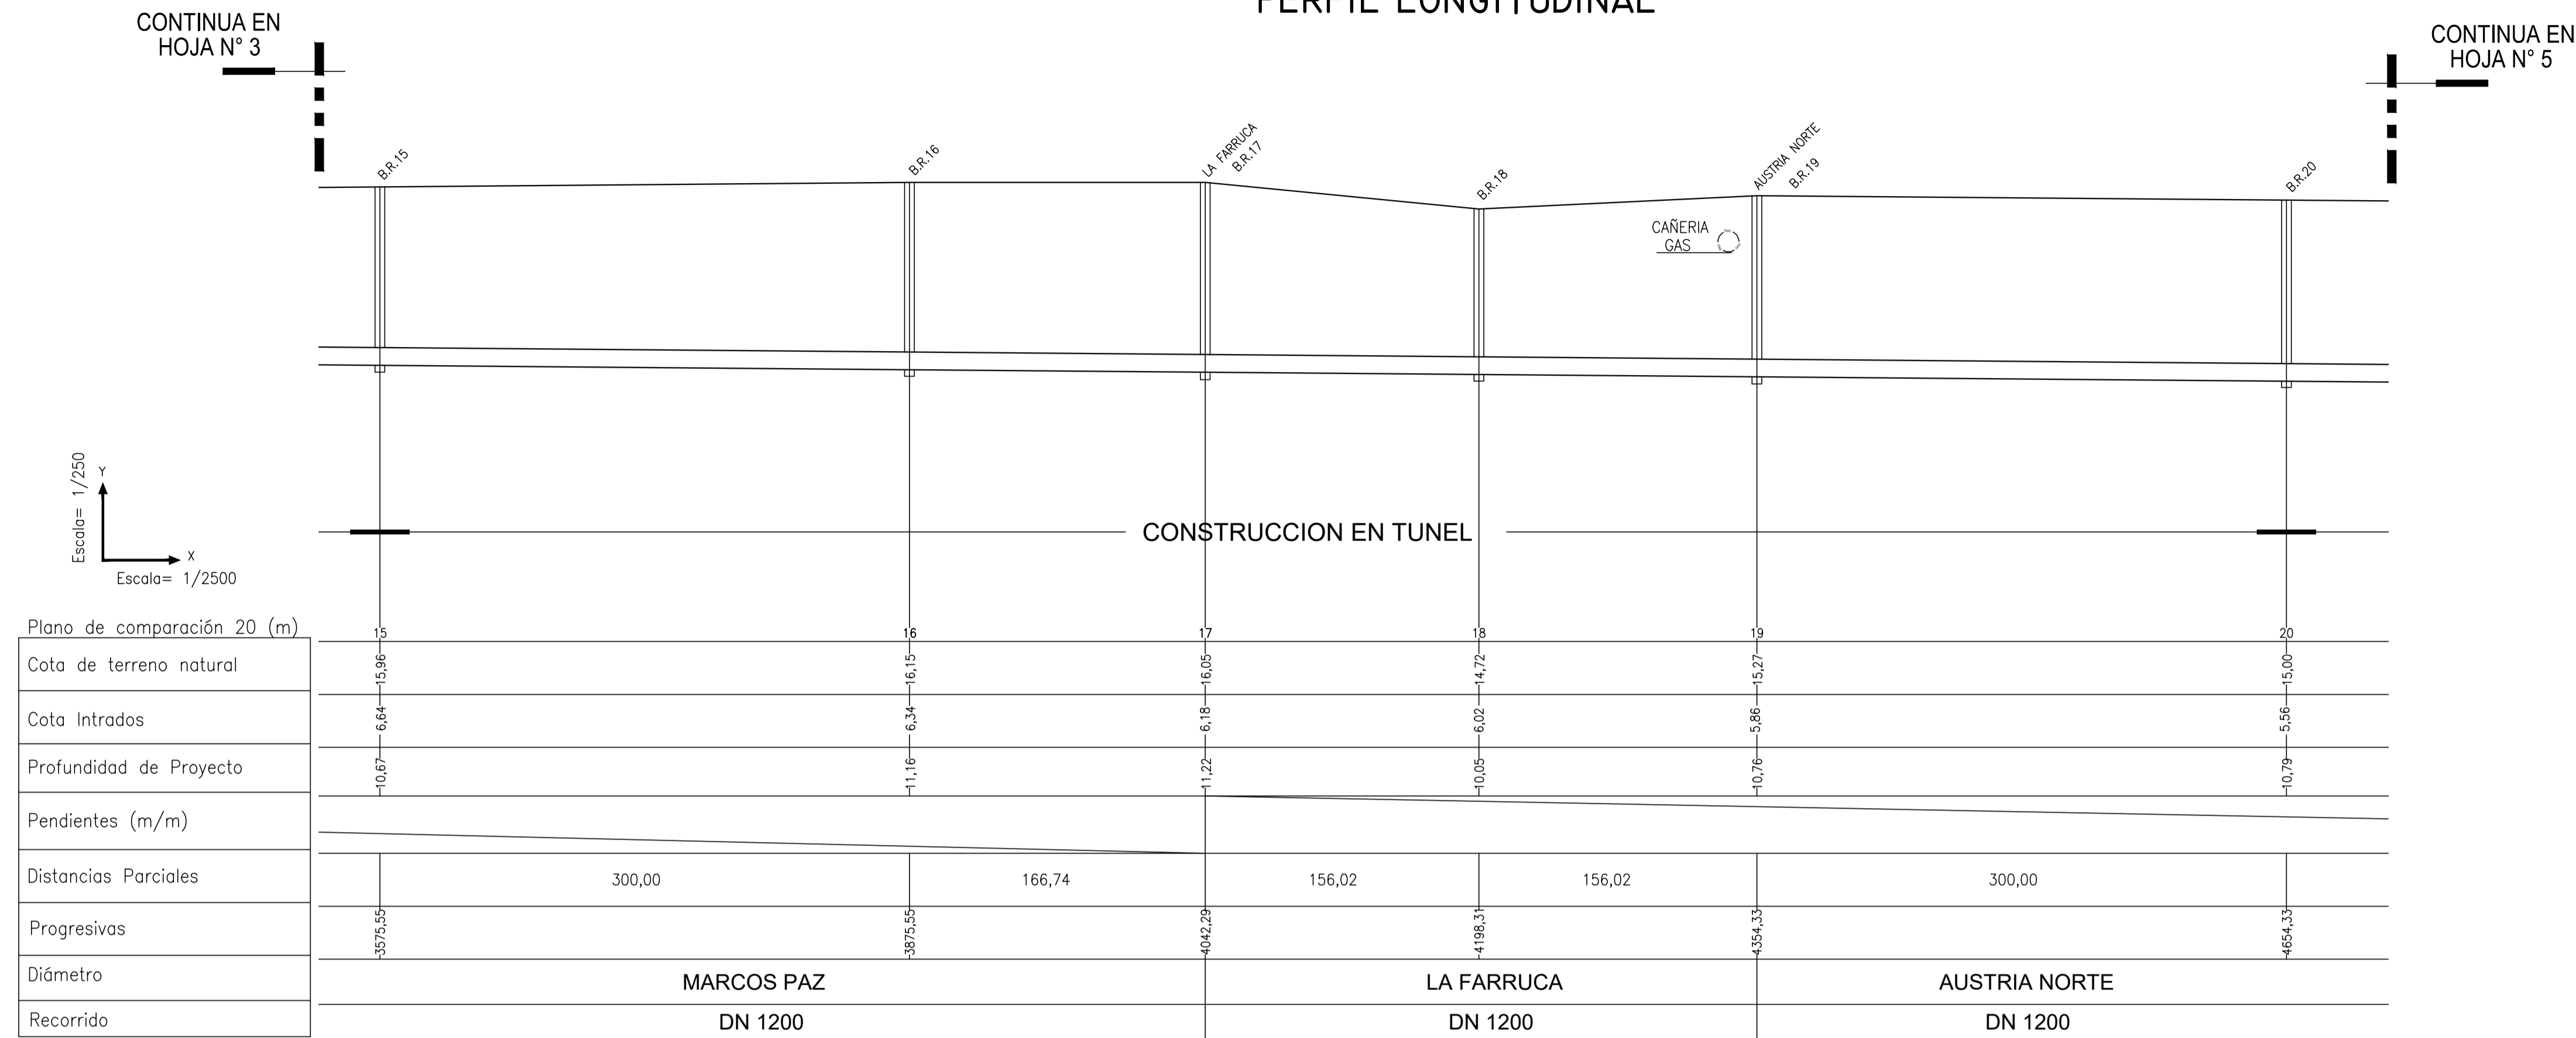 PERFIL LONGITUDINAL
CONTINUA EN
HOJA N° 3
CONTINUA EN
HOJA N° 5
B.R.15
B.R.16
LA FARRUCA
B.R.17
B.R.18
AUSTRIA NORTE
B.R.19
B.R.20
CAÑERIA
GAS
Escala= 1/250
Y
X
Escala= 1/2500
CONSTRUCCION EN TUNEL
Plano de comparación 20 (m)
15 16 17 18 19 20
Cota de terreno natural 15,96 16,15 16,05 14,72 15,27 15,00
Cota Intrados 6,64 6,34 6,18 6,02 5,86 5,56
Profundidad de Proyecto 10,67 11,16 11,22 10,05 10,76 10,79
Pendientes (m/m)
Distancias Parciales 300,00 166,74 156,02 156,02 300,00
Progresivas 3575,55 3875,55 4042,29 4198,31 4354,33 4654,33
Diámetro MARCOS PAZ LA FARRUCA AUSTRIA NORTE
Recorrido DN 1200 DN 1200 DN 1200